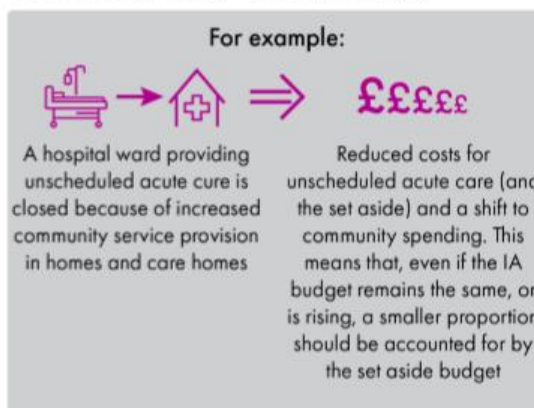 For example:
£££££
A hospital ward providing
unscheduled acute cure is
closed because of increased
community service provision
in homes and care homes
Reduced costs for
unscheduled acute care (and
the set aside) and a shift to
community spending. This
means that, even if the IA
budget remains the same, or
is rising, a smaller proportion
should be accounted for by
the set aside budget